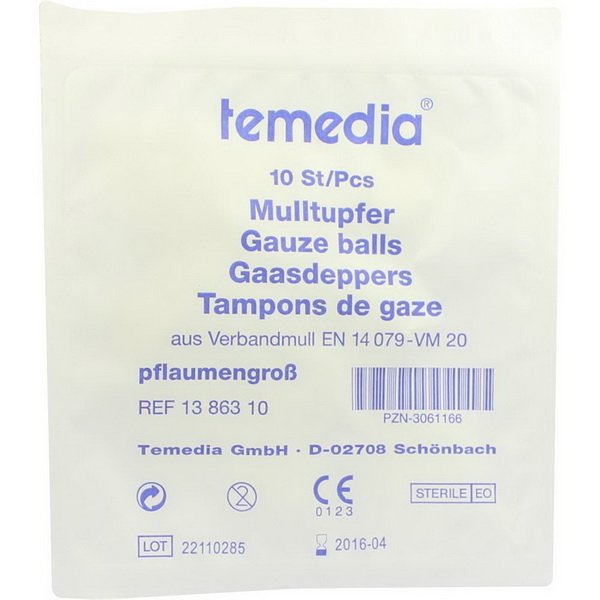 temedia®
10 St/Pcs
Mulltupfer
Gauze balls
Gaasdeppers
Tampons de gaze
aus Verbandmull EN 14 079-VM 20
pflaumengroß
REF 13 863 10
PZN-3061166
Temedia GmbH · D-02708 Schönbach
2 CE STERILE EO
0123
LOT 22110285 2016-04